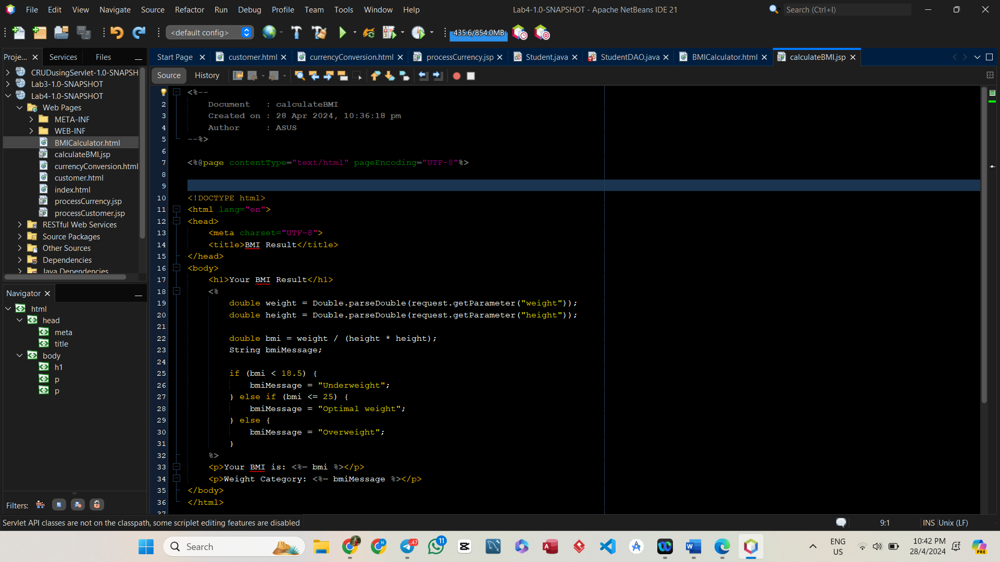 File Edit View Navigate Source Refactor Run Debug Profile Team Tools Window Help
Lab4-1.0-SNAPSHOT - Apache NetBeans IDE 21
Search (Ctrl+I)
<default config>
435.6/854.0MB
Proje... Services Files
Start Page customer.html currencyConversion.html processCurrency.jsp Student.java StudentDAO.java BMICalculator.html calculateBMI.jsp
Source History
CRUDusingServlet-1.0-SNAPSH
Lab3-1.0-SNAPSHOT
Lab4-1.0-SNAPSHOT
Web Pages
META-INF
WEB-INF
BMICalculator.html
calculateBMI.jsp
currencyConversion.html
customer.html
index.html
processCurrency.jsp
processCustomer.jsp
RESTful Web Services
Source Packages
Other Sources
Dependencies
Java Dependencies
Navigator
html
head
meta
title
body
h1
p
p
Filters:
<%--
2 Document   : calculateBMI
3 Created on : 28 Apr 2024, 10:36:18 pm
4 Author     : ASUS
5 --%>
6
7 <%@page contentType="text/html" pageEncoding="UTF-8"%>
8
9
10 <!DOCTYPE html>
11 <html lang="en">
12 <head>
13 <meta charset="UTF-8">
14 <title>BMI Result</title>
15 </head>
16 <body>
17 <h1>Your BMI Result</h1>
18 <%
19 double weight = Double.parseDouble(request.getParameter("weight"));
20 double height = Double.parseDouble(request.getParameter("height"));
21
22 double bmi = weight / (height * height);
23 String bmiMessage;
24
25 if (bmi < 18.5) {
26 bmiMessage = "Underweight";
27 } else if (bmi <= 25) {
28 bmiMessage = "Optimal weight";
29 } else {
30 bmiMessage = "Overweight";
31 }
32 %>
33 <p>Your BMI is: <%= bmi %></p>
34 <p>Weight Category: <%= bmiMessage %></p>
35 </body>
36 </html>
37
Servlet API classes are not on the classpath, some scriplet editing features are disabled
9:1
INS Unix (LF)
Search
47
11
ENG
US
10:42 PM
28/4/2024
PRE